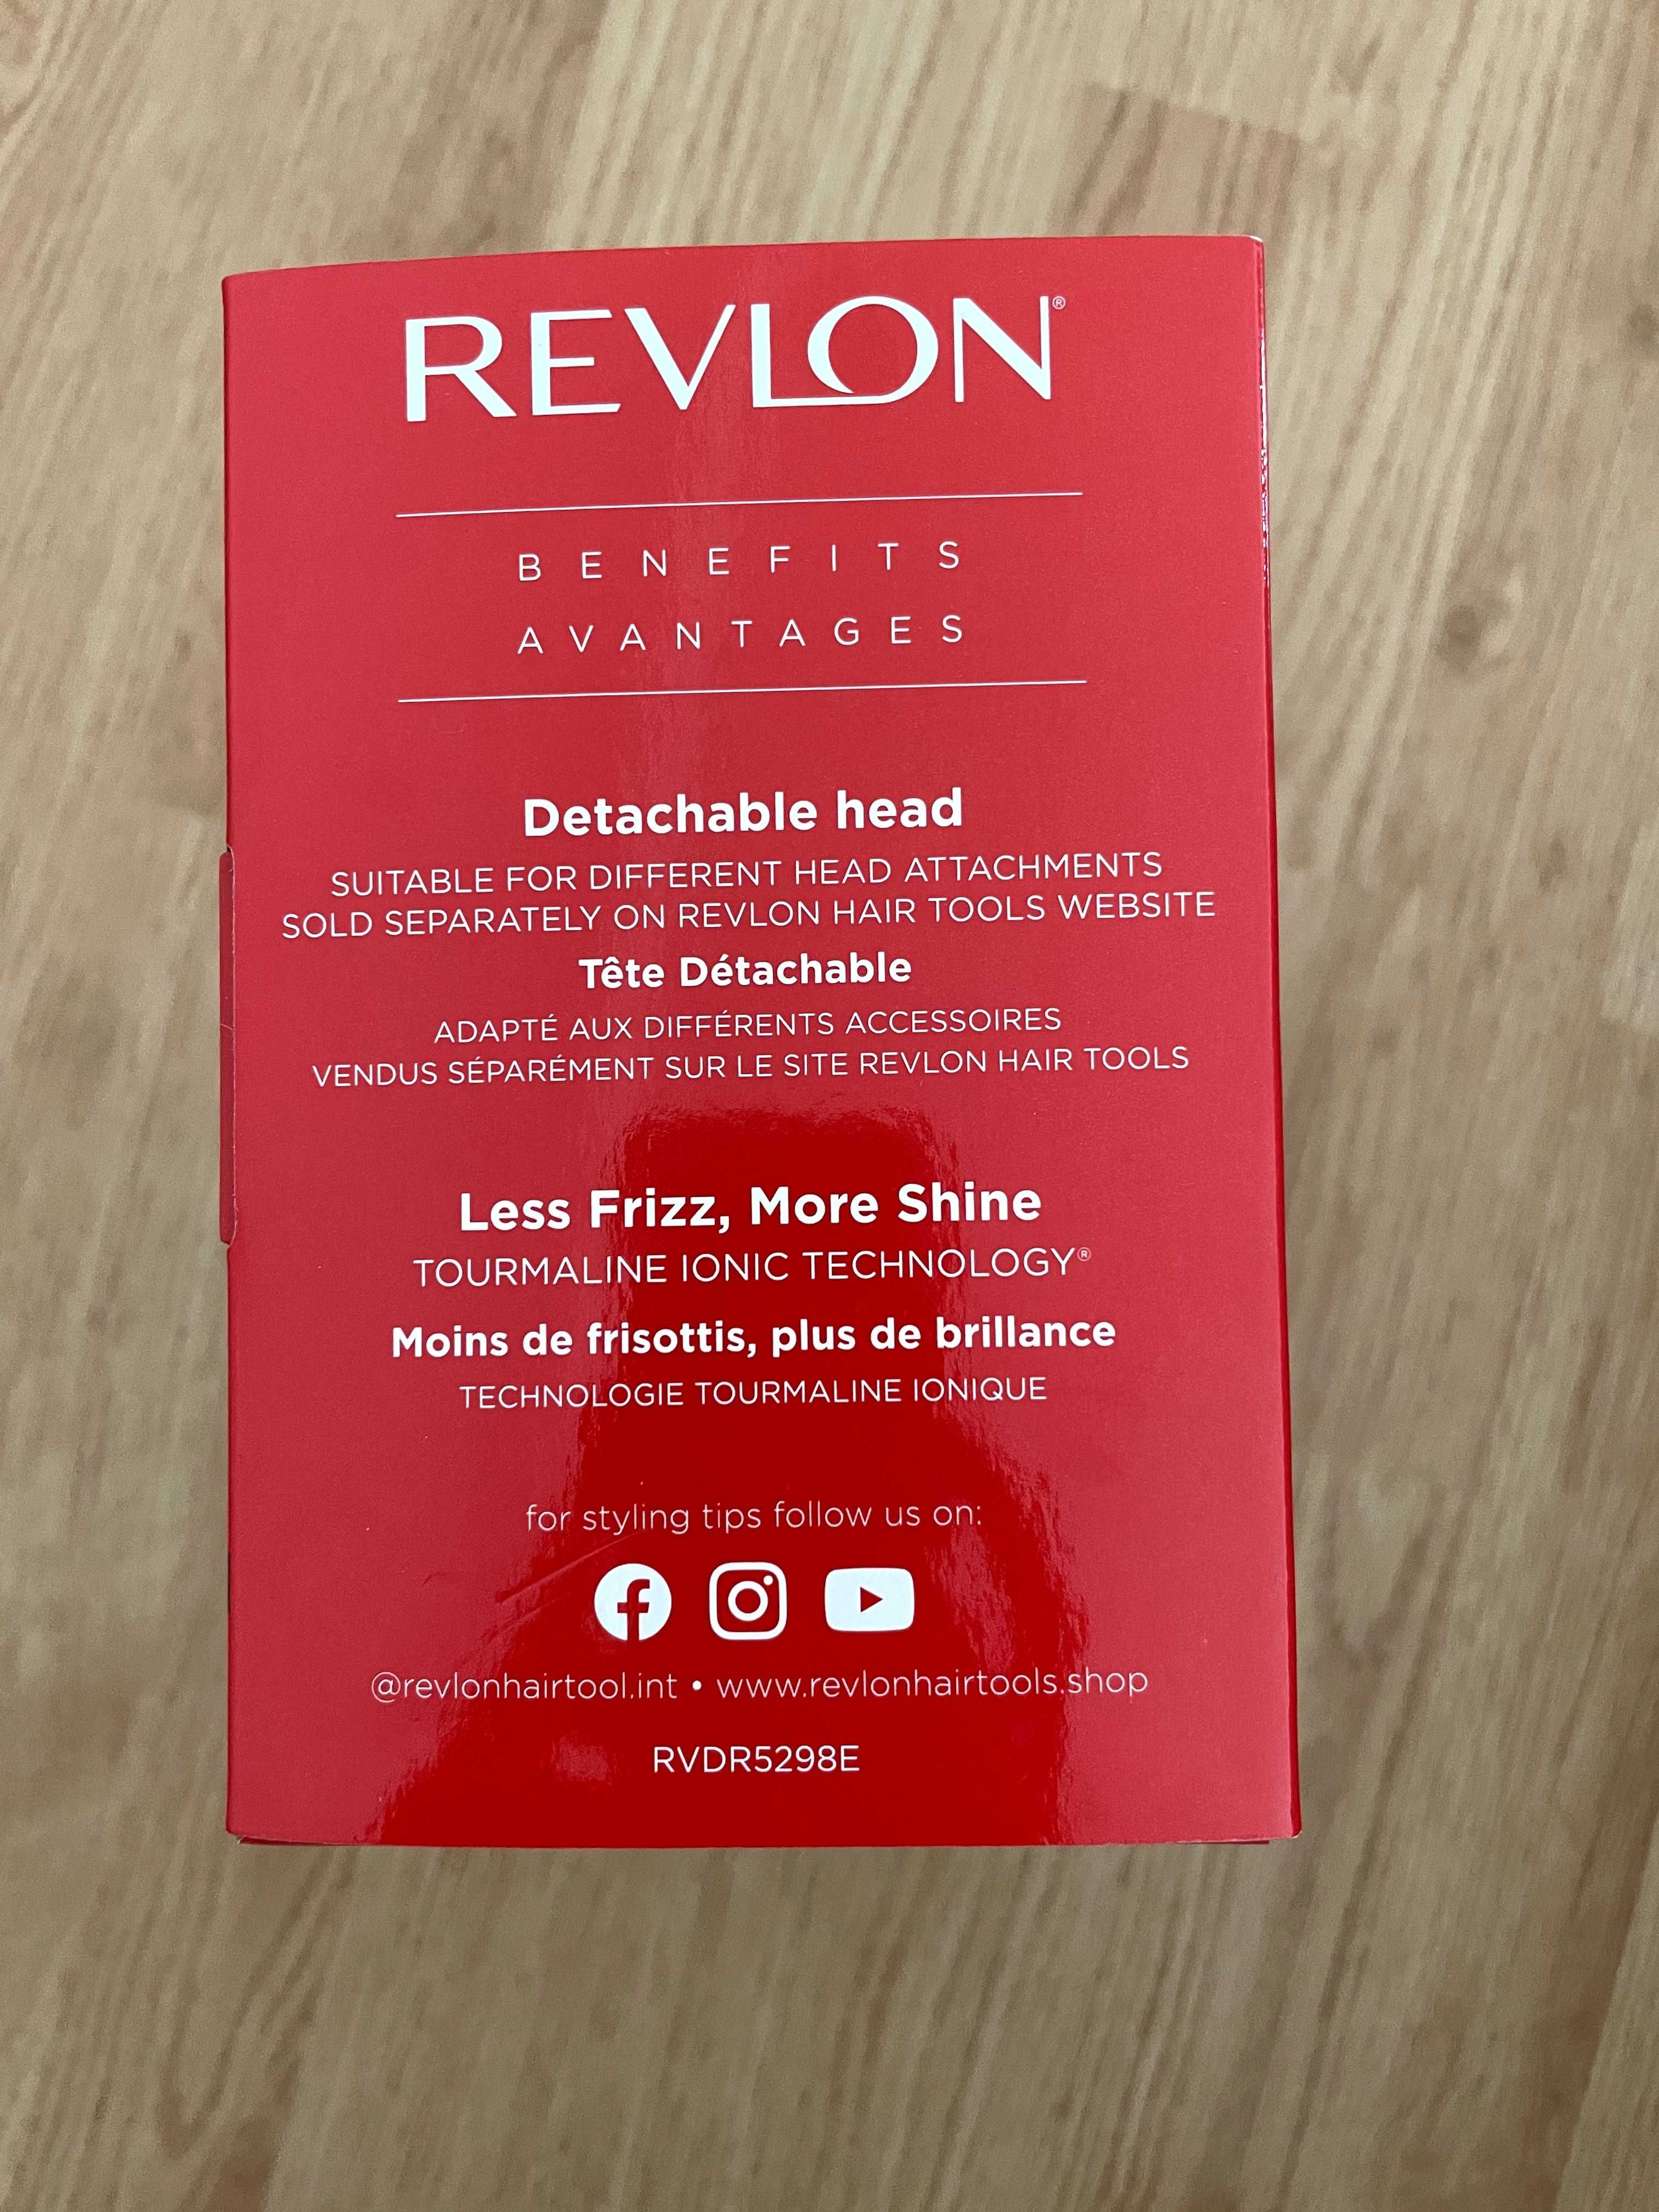 REVLON®
BENEFITS
AVANTAGES
Detachable head
SUITABLE FOR DIFFERENT HEAD ATTACHMENTS
SOLD SEPARATELY ON REVLON HAIR TOOLS WEBSITE
Tête Détachable
ADAPTÉ AUX DIFFÉRENTS ACCESSOIRES
VENDUS SÉPARÉMENT SUR LE SITE REVLON HAIR TOOLS
Less Frizz, More Shine
TOURMALINE IONIC TECHNOLOGY®
Moins de frisottis, plus de brillance
TECHNOLOGIE TOURMALINE IONIQUE
for styling tips follow us on:
@revlonhairtool.int • www.revlonhairtools.shop
RVDR5298E